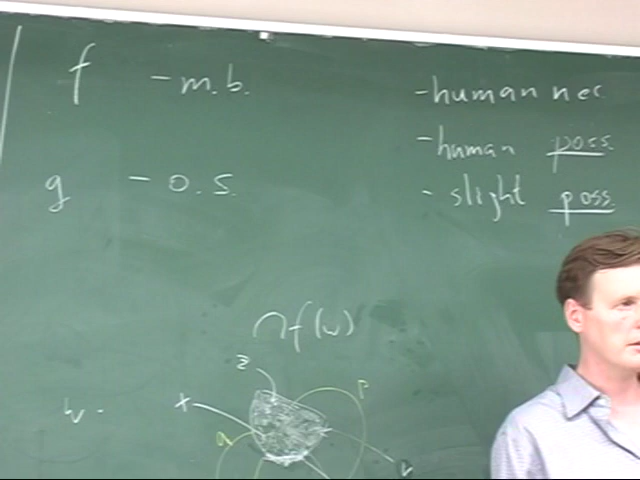 f - m.b.
g - o.s.
- human nec
- human poss.
- slight poss.
∩f(w)
z
p
x
w.
q
v